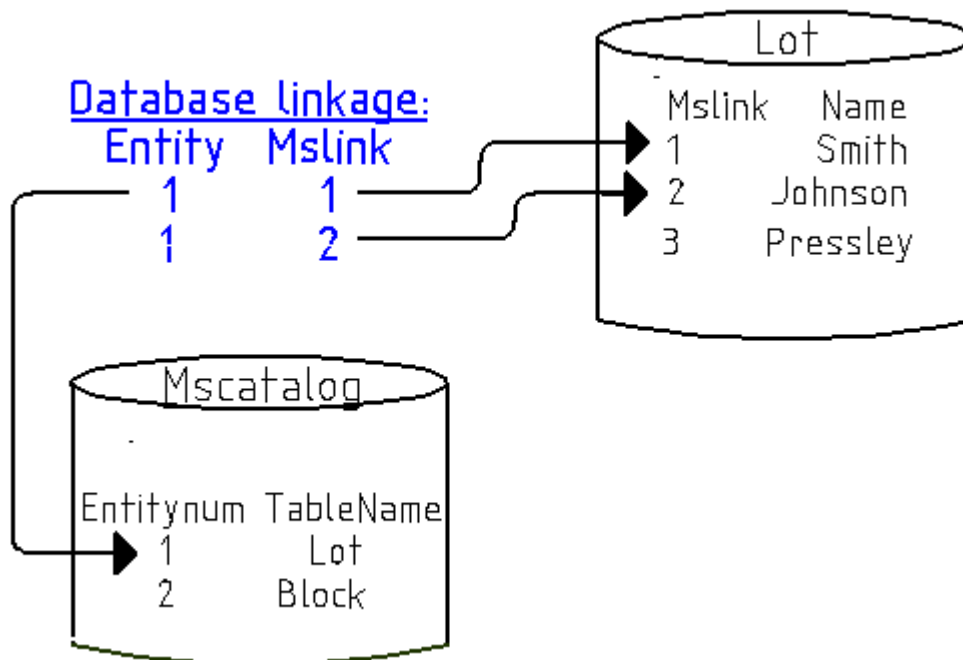 Lot
Mslink Name
1 Smith
2 Johnson
3 Pressley
Database linkage:
Entity Mslink
1 1
1 2
Mscatalog
Entitynum TableName
1 Lot
2 Block